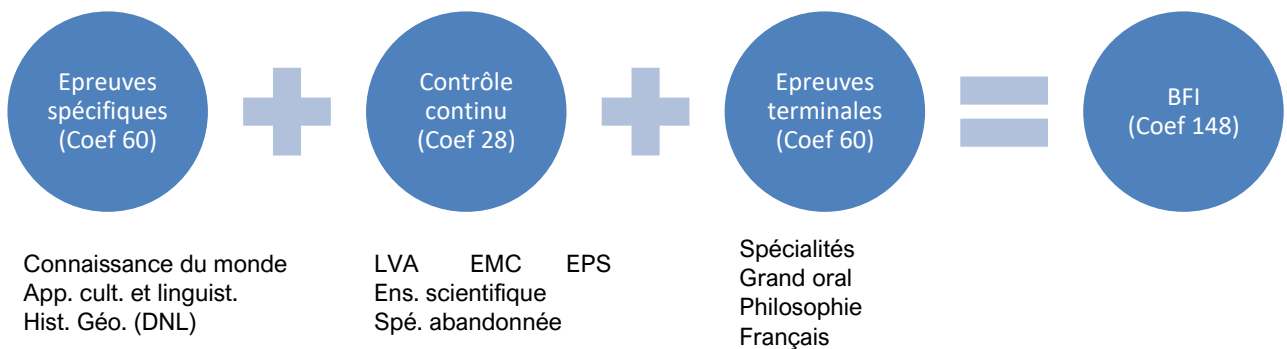 Epreuves
spécifiques
(Coef 60)
Contrôle
continu
(Coef 28)
Epreuves
terminales
(Coef 60)
BFI
(Coef 148)
Connaissance du monde
App. cult. et linguist.
Hist. Géo. (DNL)
LVA EMC EPS
Ens. scientifique
Spé. abandonnée
Spécialités
Grand oral
Philosophie
Français